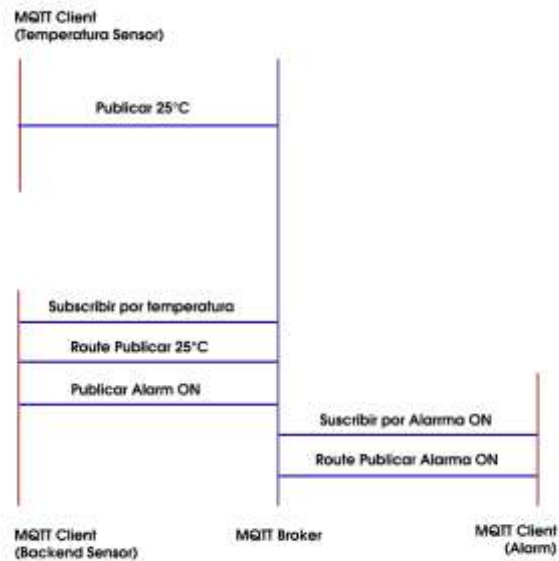 MQTT Client
(Temperatura Sensor)
Publicar 25°C
Subscribir por temperatura
Route Publicar 25°C
Publicar Alarm ON
Suscribir por Alarrma ON
Route Publicar Alarma ON
MQTT Client
(Backend Sensor)
MQTT Broker
MQTT Client
(Alarm)